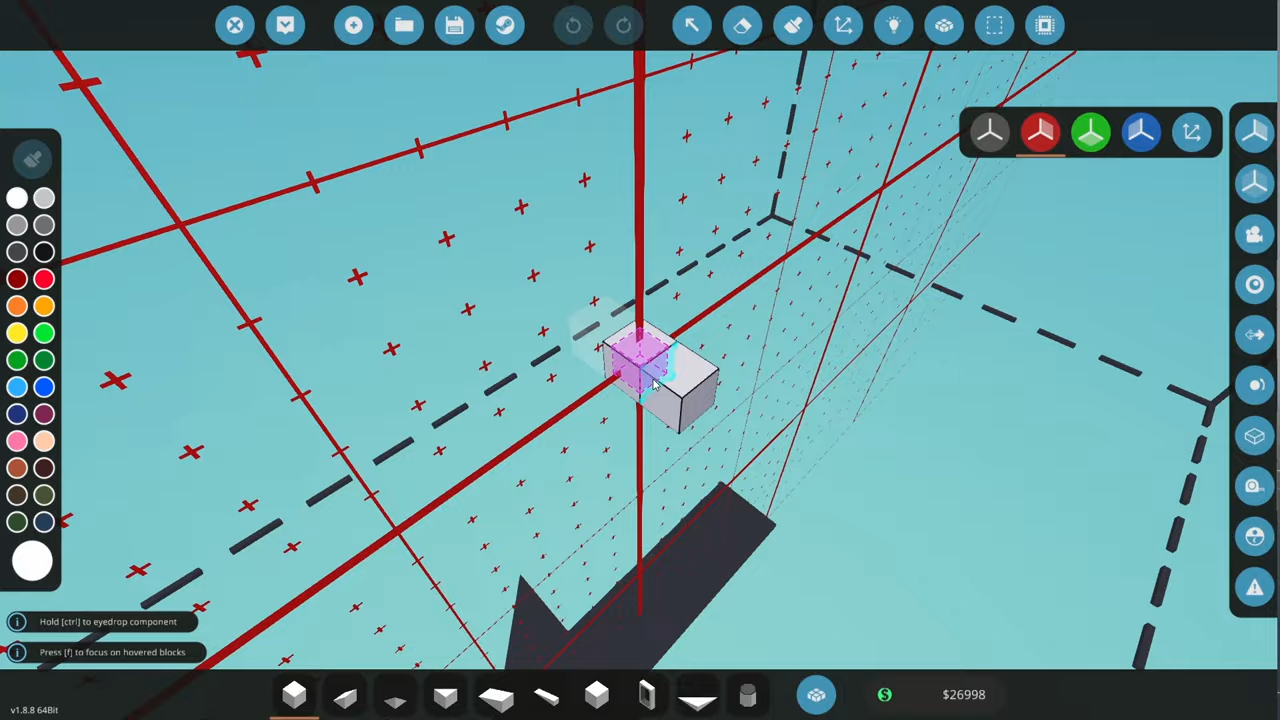 Hold [ctrl] to eyedrop component
Press [f] to focus on hovered blocks
$26998
v1.8.8 64Bit